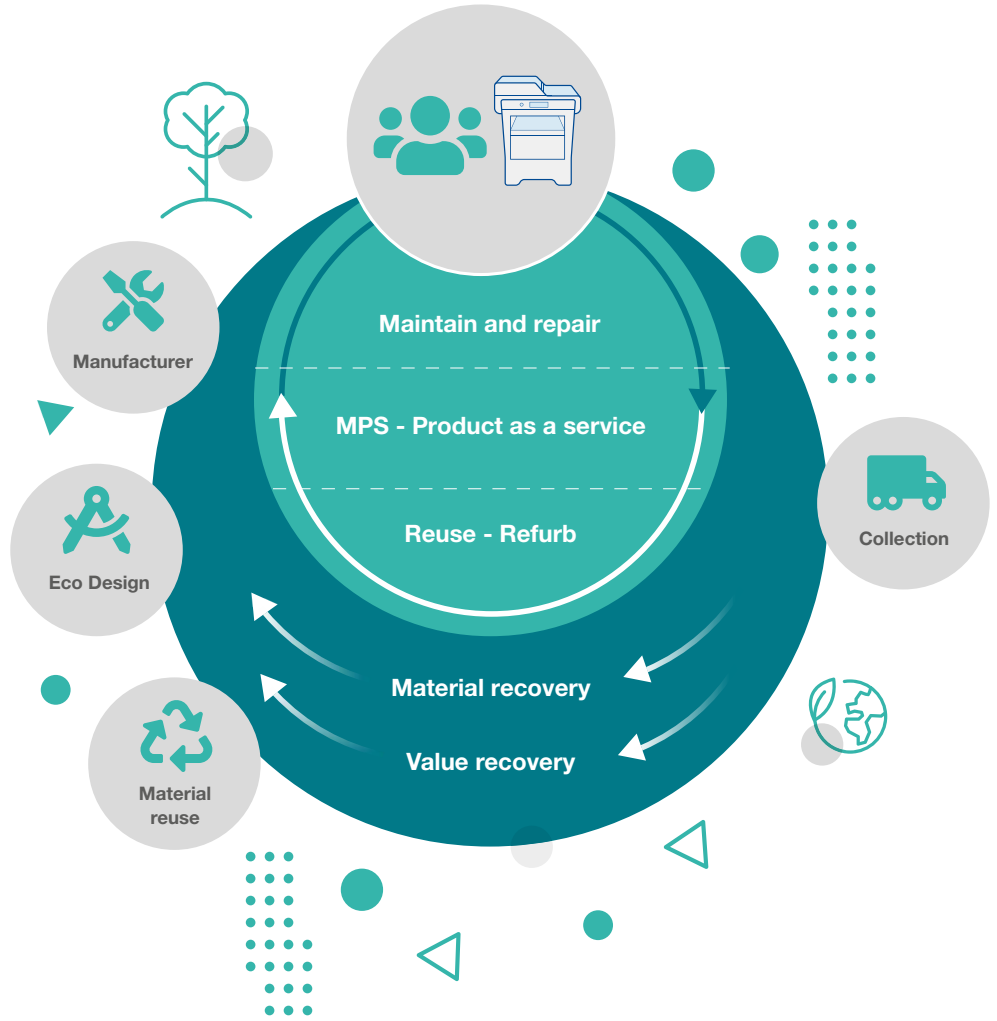 Maintain and repair
Manufacturer
MPS - Product as a service
Reuse - Refurb
Collection
Eco Design
Material recovery
Value recovery
Material
reuse